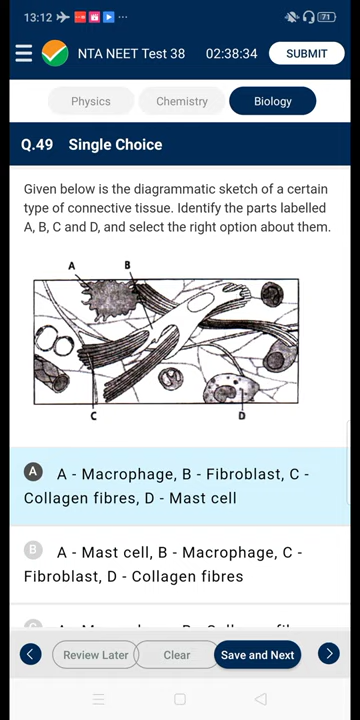 13:12
71
NTA NEET Test 38
02:38:34
SUBMIT
Physics
Chemistry
Biology
Q.49 Single Choice
Given below is the diagrammatic sketch of a certain
type of connective tissue. Identify the parts labelled
A, B, C and D, and select the right option about them.
A
B
C
D
A
A - Macrophage, B - Fibroblast, C -
Collagen fibres, D - Mast cell
B
A - Mast cell, B - Macrophage, C -
Fibroblast, D - Collagen fibres
Review Later
Clear
Save and Next